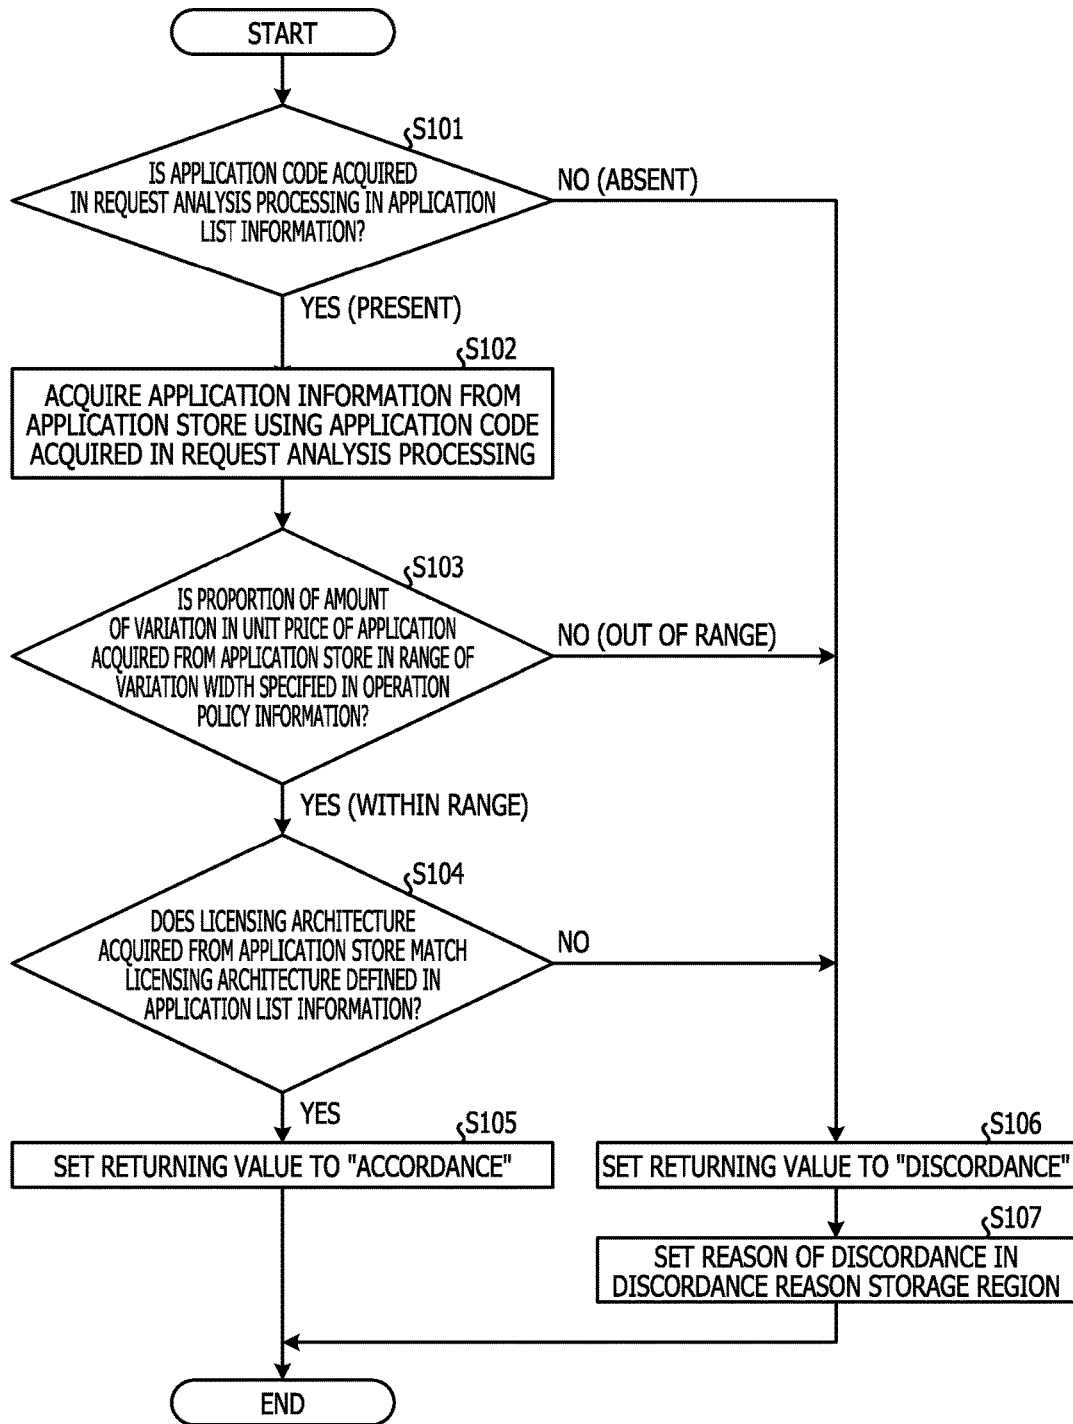 START
S101
IS APPLICATION CODE ACQUIRED
IN REQUEST ANALYSIS PROCESSING IN APPLICATION
LIST INFORMATION?
NO (ABSENT)
YES (PRESENT)
S102
ACQUIRE APPLICATION INFORMATION FROM
APPLICATION STORE USING APPLICATION CODE
ACQUIRED IN REQUEST ANALYSIS PROCESSING
S103
IS PROPORTION OF AMOUNT
OF VARIATION IN UNIT PRICE OF APPLICATION
ACQUIRED FROM APPLICATION STORE IN RANGE OF
VARIATION WIDTH SPECIFIED IN OPERATION
POLICY INFORMATION?
NO (OUT OF RANGE)
YES (WITHIN RANGE)
S104
DOES LICENSING ARCHITECTURE
ACQUIRED FROM APPLICATION STORE MATCH
LICENSING ARCHITECTURE DEFINED IN
APPLICATION LIST INFORMATION?
NO
YES
S105
SET RETURNING VALUE TO "ACCORDANCE"
S106
SET RETURNING VALUE TO "DISCORDANCE"
S107
SET REASON OF DISCORDANCE IN
DISCORDANCE REASON STORAGE REGION
END